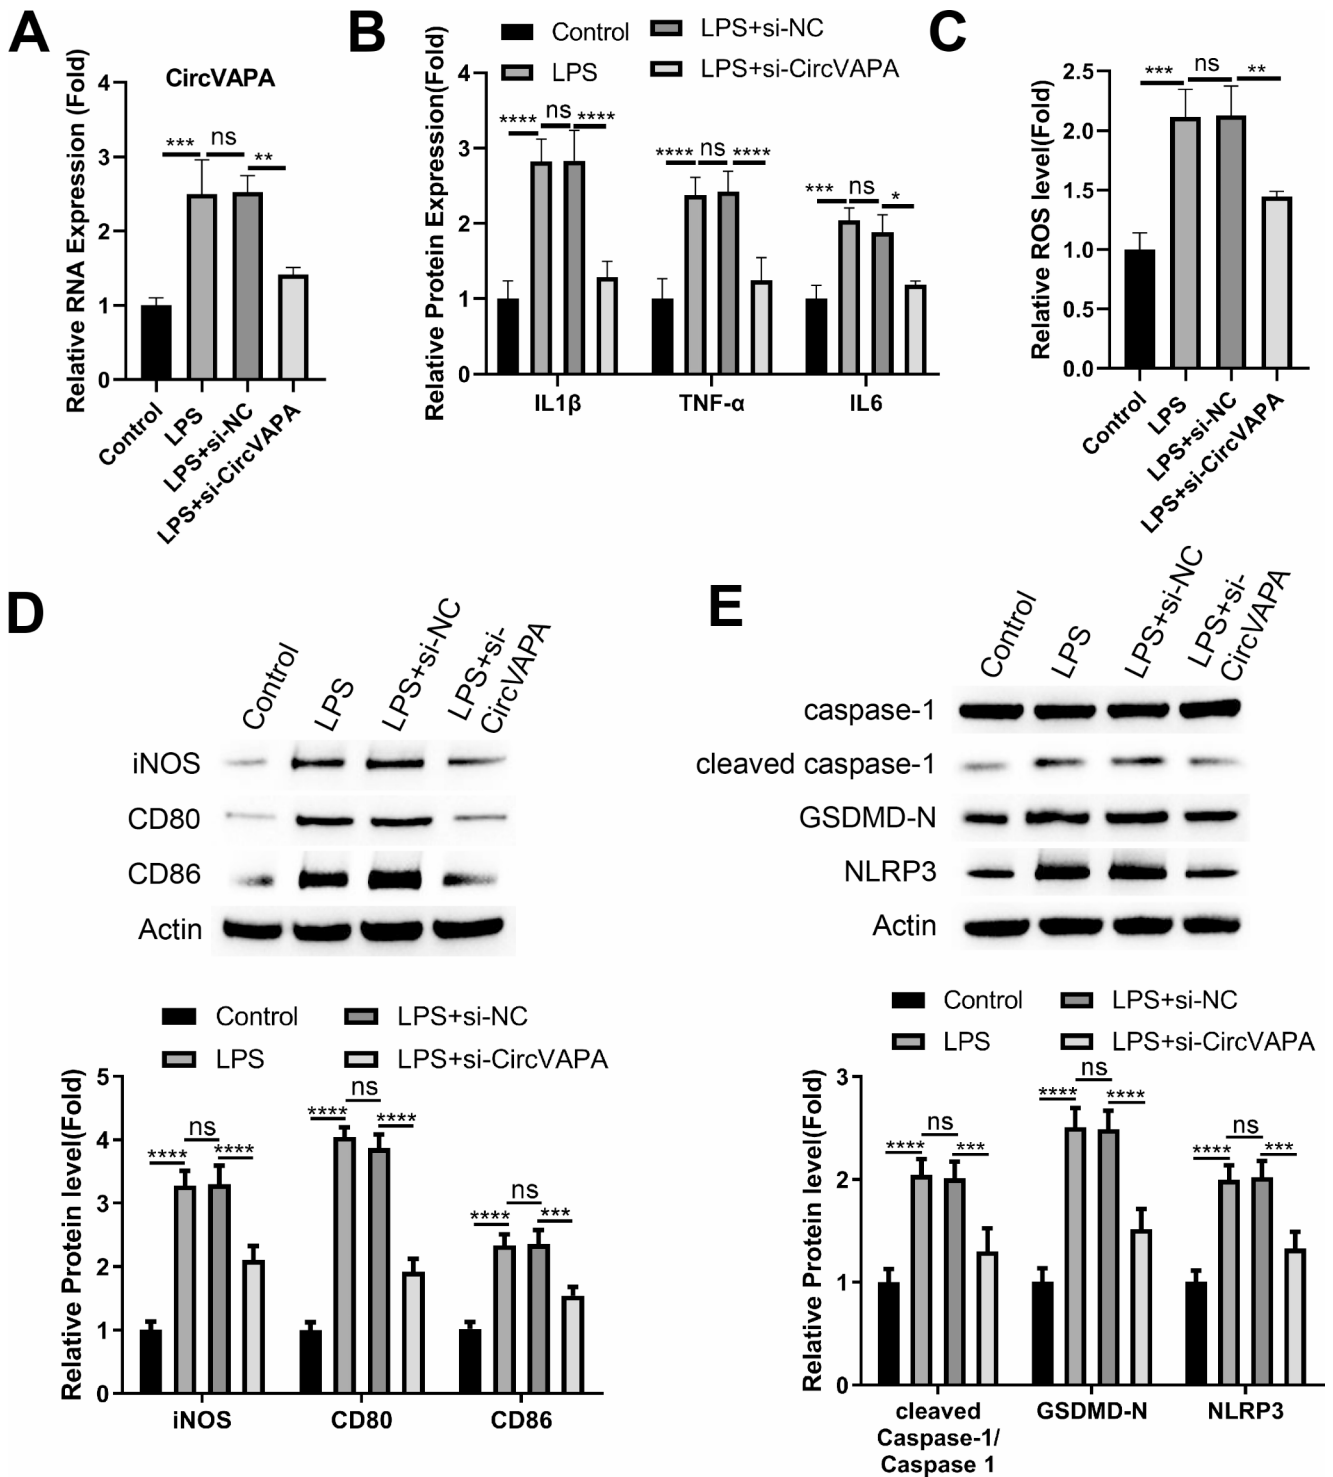 A
CircVAPA
Relative RNA Expression (Fold)
4
3
2
1
0
*** ns **
Control
LPS
LPS+si-NC
LPS+si-CircVAPA
B
Control
LPS
LPS+si-NC
LPS+si-CircVAPA
Relative Protein Expression(Fold)
4
3
2
1
0
**** ns ****
**** ns ****
*** ns *
IL1β
TNF-α
IL6
C
Relative ROS level(Fold)
2.5
2.0
1.5
1.0
0.5
0.0
*** ns **
Control
LPS
LPS+si-NC
LPS+si-CircVAPA
D
Control
LPS
LPS+si-NC
LPS+si-
CircVAPA
iNOS
CD80
CD86
Actin
Control
LPS
LPS+si-NC
LPS+si-CircVAPA
Relative Protein level(Fold)
5
4
3
2
1
0
**** ns ****
**** ns ****
**** ns ***
iNOS
CD80
CD86
E
Control
LPS
LPS+si-NC
LPS+si-
CircVAPA
caspase-1
cleaved caspase-1
GSDMD-N
NLRP3
Actin
Control
LPS
LPS+si-NC
LPS+si-CircVAPA
Relative Protein level(Fold)
3
2
1
0
**** ns ***
**** ns ****
**** ns ***
cleaved
Caspase-1/
Caspase 1
GSDMD-N
NLRP3